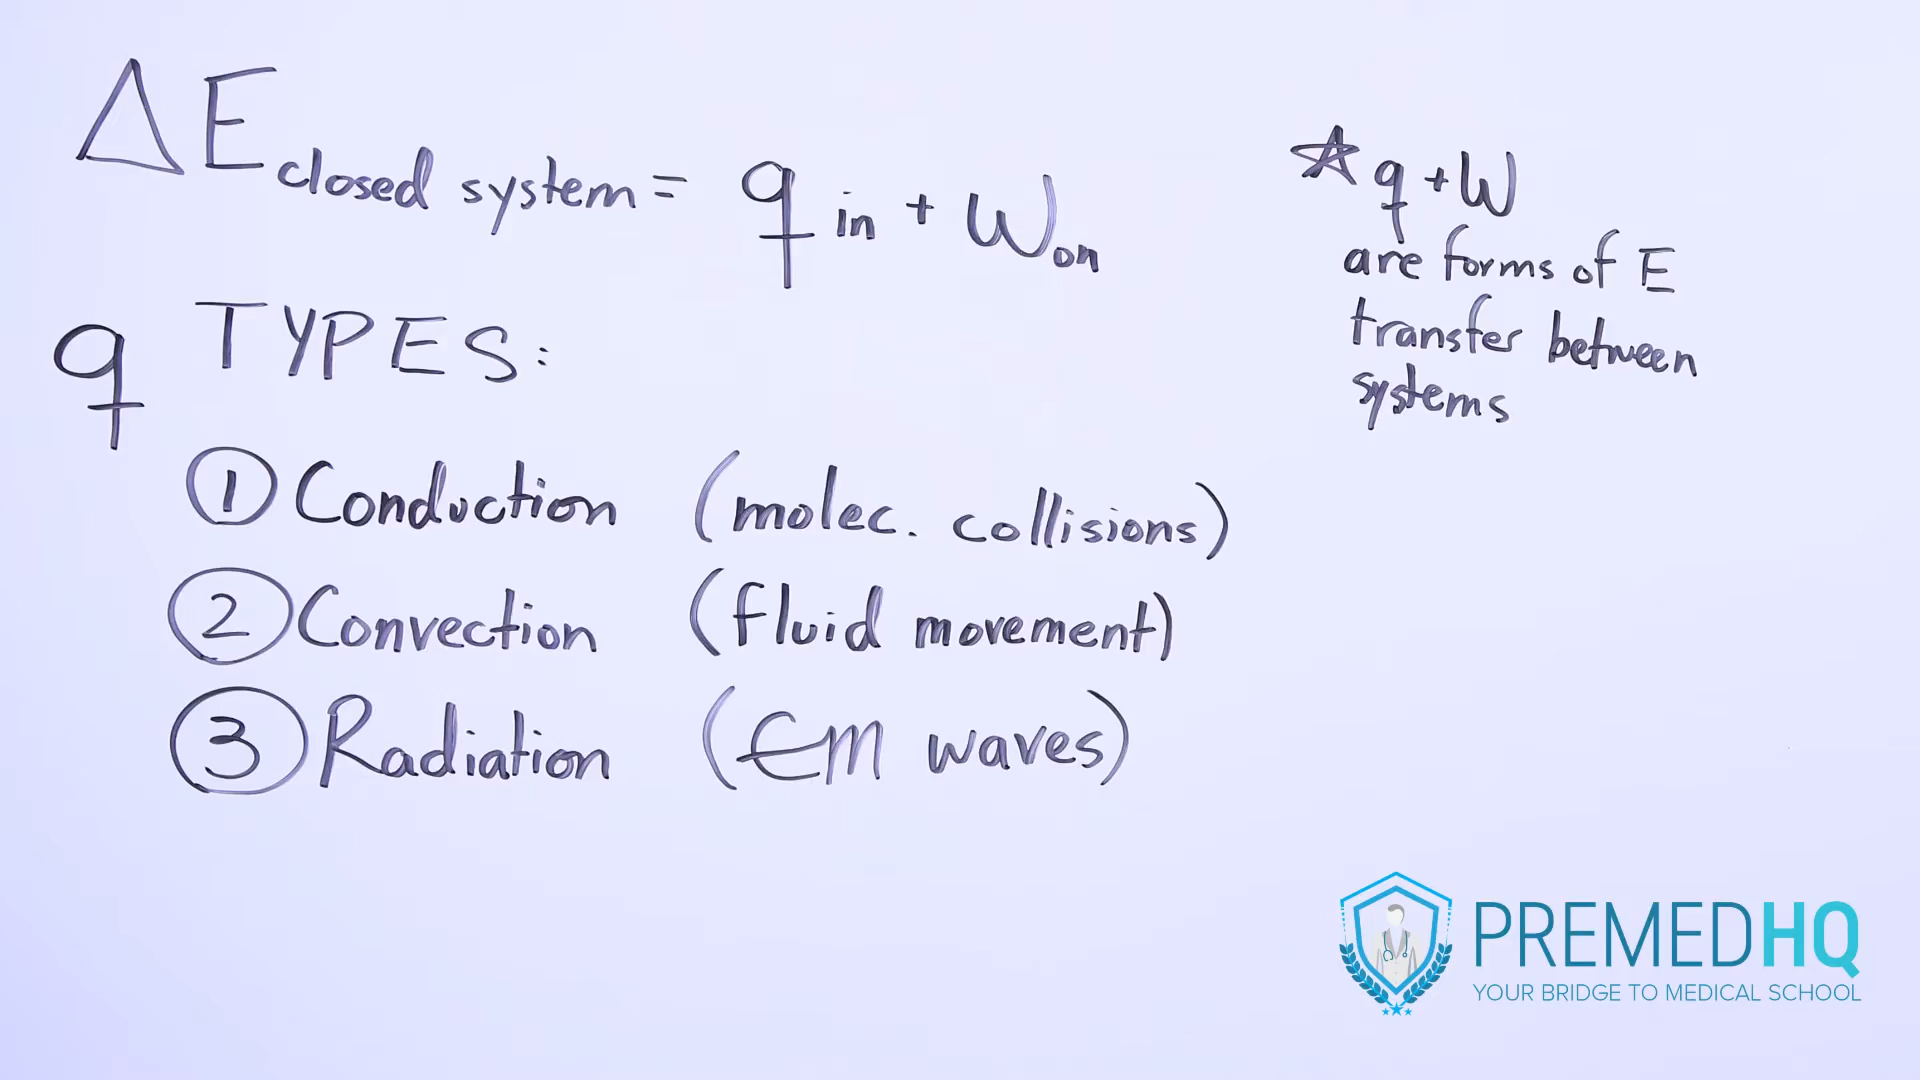 ΔE closed system = q in + W on
☆ q + W
are forms of E
transfer between
systems
q TYPES:
① Conduction (molec. collisions)
② Convection (fluid movement)
③ Radiation (EM waves)
PREMEDHQ
YOUR BRIDGE TO MEDICAL SCHOOL